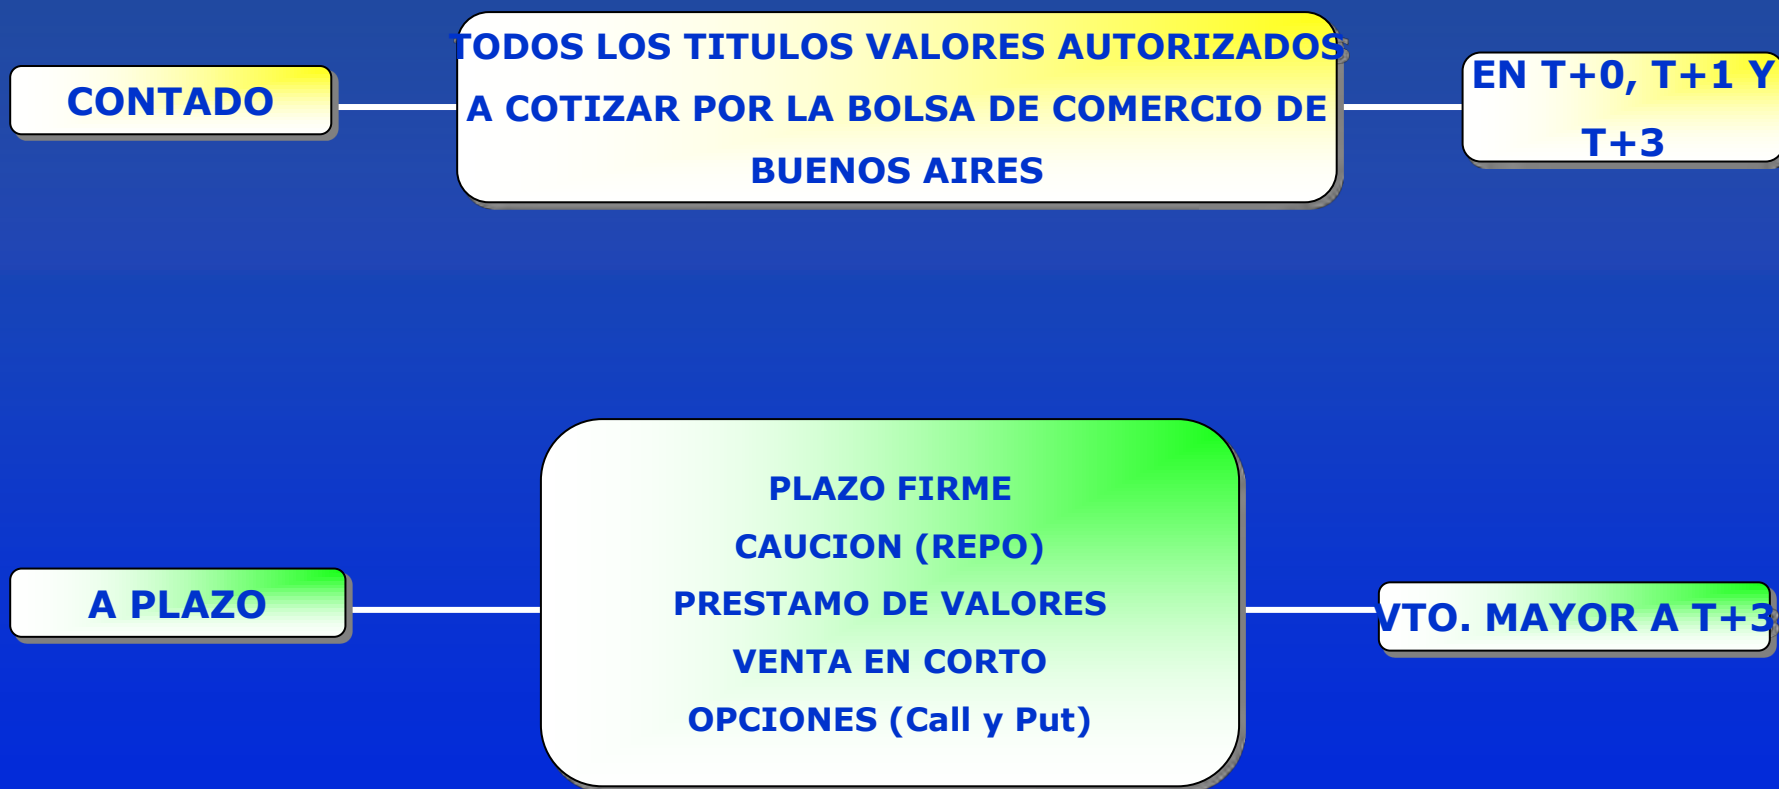 CONTADO
TODOS LOS TITULOS VALORES AUTORIZADOS
A COTIZAR POR LA BOLSA DE COMERCIO DE
BUENOS AIRES
EN T+0, T+1 Y
T+3
A PLAZO
PLAZO FIRME
CAUCION (REPO)
PRESTAMO DE VALORES
VENTA EN CORTO
OPCIONES (Call y Put)
VTO. MAYOR A T+3